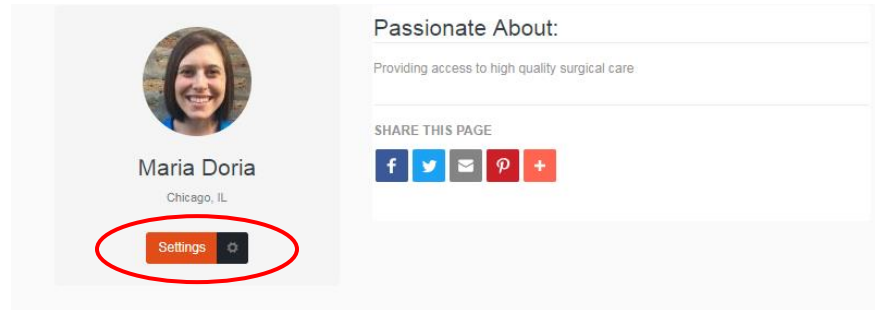 Passionate About:
Providing access to high quality surgical care
SHARE THIS PAGE
Maria Doria
Chicago, IL
Settings